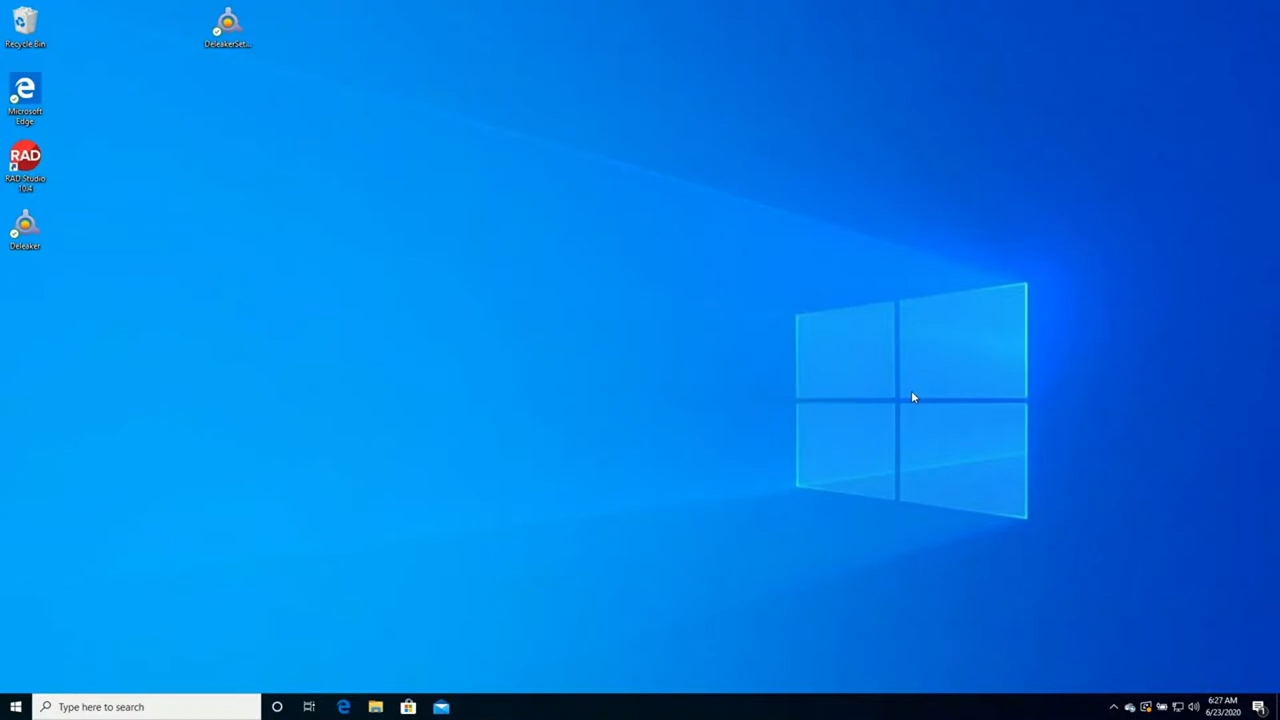 Recycle Bin
DeleakerSet...
Microsoft
Edge
RAD
RAD Studio
10.4
Deleaker
Type here to search
6:27 AM
6/23/2020
1